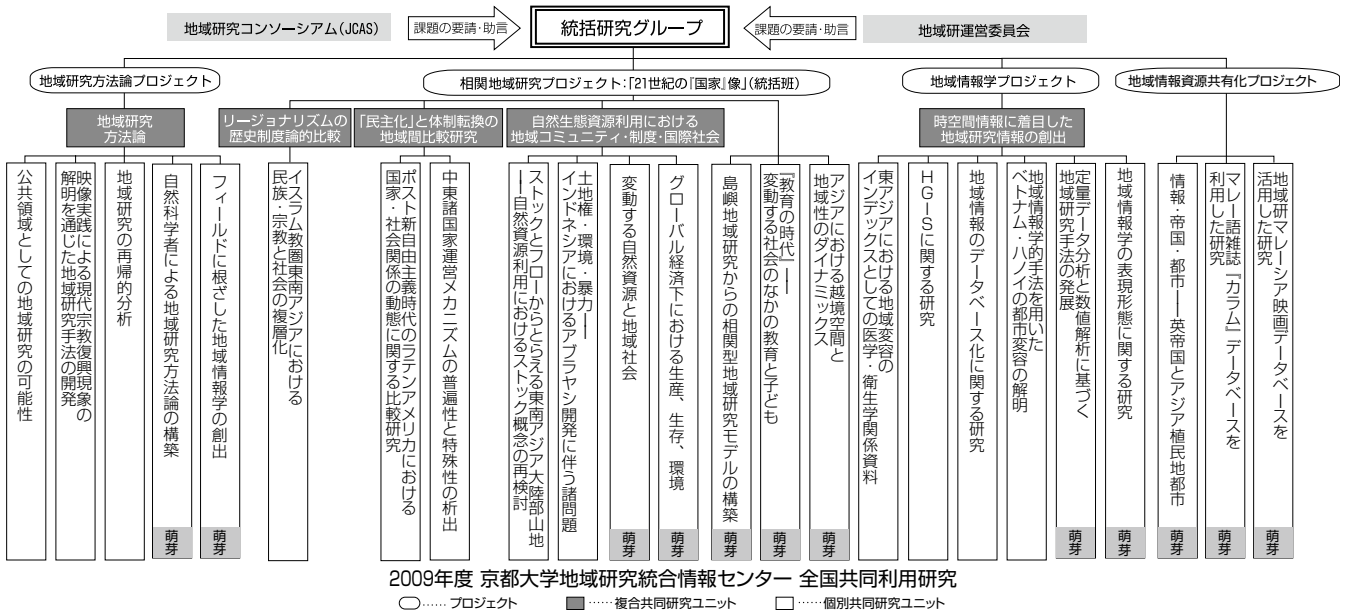 地域研究コンソーシアム(JCAS)
課題の要請・助言
統括研究グループ
課題の要請・助言
地域研運営委員会
地域研究方法論プロジェクト
相関地域研究プロジェクト:「21世紀の『国家』像」(統括班)
地域情報学プロジェクト
地域情報資源共有化プロジェクト
地域研究
方法論
リージョナリズムの
歴史制度論的比較
「民主化」と体制転換の
地域間比較研究
自然生態資源利用における
地域コミュニティ・制度・国際社会
時空間情報に着目した
地域研究情報の創出
公共領域としての地域研究の可能性
映像実践による現代宗教復興現象の
解明を通じた地域研究手法の開発
地域研究の再帰的分析
自然科学者による地域研究方法論の構築
萌芽
フィールドに根ざした地域情報学の創出
萌芽
イスラム教圏東南アジアにおける
民族・宗教と社会の複層化
ポスト新自由主義時代のラテンアメリカにおける
国家・社会関係の動態に関する比較研究
中東諸国家運営メカニズムの普遍性と特殊性の析出
ストックとフローからとらえる東南アジア大陸部山地
――自然資源利用におけるストック概念の再検討
土地権・環境・暴力――
インドネシアにおけるアブラヤシ開発に伴う諸問題
変動する自然資源と地域社会
萌芽
グローバル経済下における生産、生存、環境
萌芽
島嶼地域研究からの相関型地域研究モデルの構築
萌芽
『教育の時代』――
変動する社会のなかの教育と子ども
萌芽
アジアにおける越境空間と
地域性のダイナミックス
萌芽
東アジアにおける地域変容の
インデックスとしての医学・衛生学関係資料
HGISに関する研究
地域情報のデータベース化に関する研究
地域情報学的手法を用いた
ベトナム・ハノイの都市変容の解明
定量データ分析と数値解析に基づく
地域研究手法の発展
萌芽
地域情報学の表現形態に関する研究
萌芽
情報・帝国・都市――英帝国とアジア植民地都市
萌芽
マレー語雑誌『カラム』データベースを
利用した研究
萌芽
地域研マレーシア映画データベースを
活用した研究
萌芽
2009年度 京都大学地域研究統合情報センター 全国共同利用研究
……プロジェクト ……複合共同研究ユニット ……個別共同研究ユニット